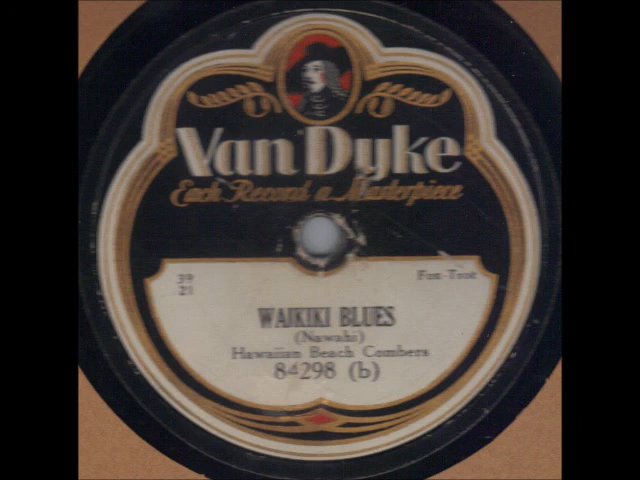 Van Dyke
Each Record a Masterpiece
39
21
Fox-Trot
WAIKIKI BLUES
(Nawahi)
Hawaiian Beach Combers
84298 (b)